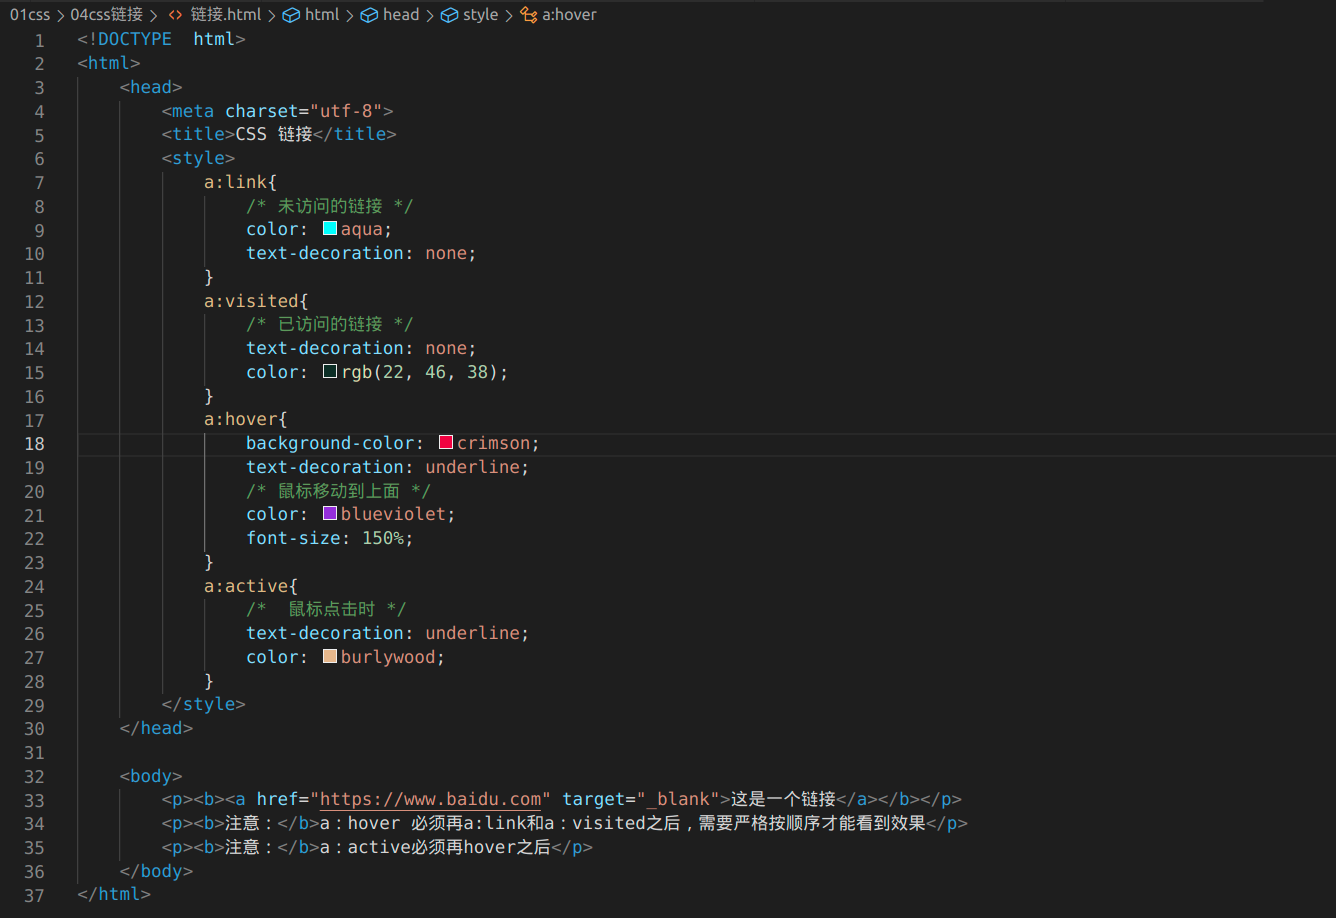 01css > 04css链接 > <> 链接.html > html > head > style > a:hover
1 <!DOCTYPE  html>
2 <html>
3     <head>
4         <meta charset="utf-8">
5         <title>CSS 链接</title>
6         <style>
7             a:link{
8                 /* 未访问的链接 */
9                 color: aqua;
10                 text-decoration: none;
11             }
12             a:visited{
13                 /* 已访问的链接 */
14                 text-decoration: none;
15                 color: rgb(22, 46, 38);
16             }
17             a:hover{
18                 background-color: crimson;
19                 text-decoration: underline;
20                 /* 鼠标移动到上面 */
21                 color: blueviolet;
22                 font-size: 150%;
23             }
24             a:active{
25                 /*  鼠标点击时 */
26                 text-decoration: underline;
27                 color: burlywood;
28             }
29         </style>
30     </head>
31
32     <body>
33         <p><b><a href="https://www.baidu.com" target="_blank">这是一个链接</a></b></p>
34         <p><b>注意：</b>a：hover 必须再a:link和a：visited之后，需要严格按顺序才能看到效果</p>
35         <p><b>注意：</b>a：active必须再hover之后</p>
36     </body>
37 </html>